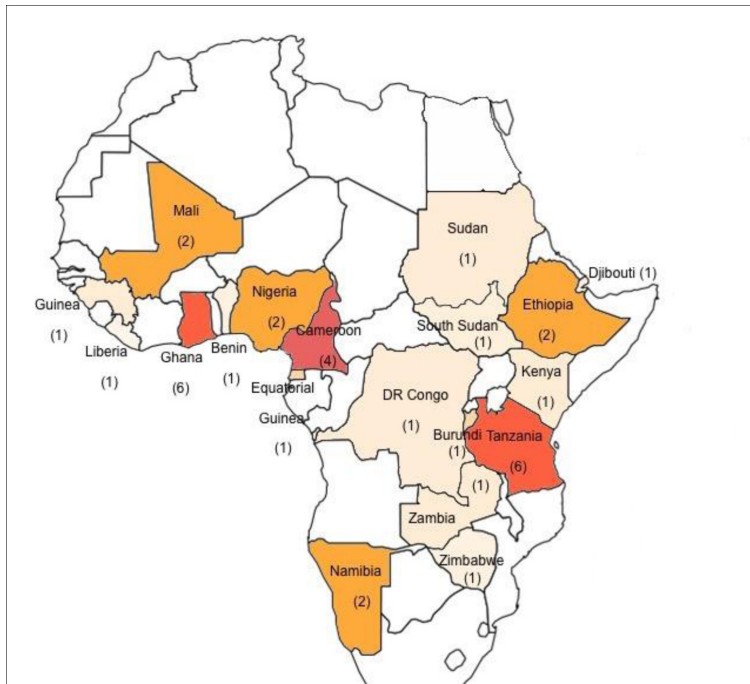 Mali
(2)
Sudan
(1)
Djibouti (1)
Nigeria
(2)
Ethiopia
(2)
Guinea
(1)
Cameroon
(4)
South Sudan
(1)
Liberia
(1)
Ghana
(6)
Benin
(1)
Kenya
(1)
Equatorial
Guinea
(1)
DR Congo
(1)
Burundi
(1)
Tanzania
(6)
(1)
Zambia
Zimbabwe
(1)
Namibia
(2)